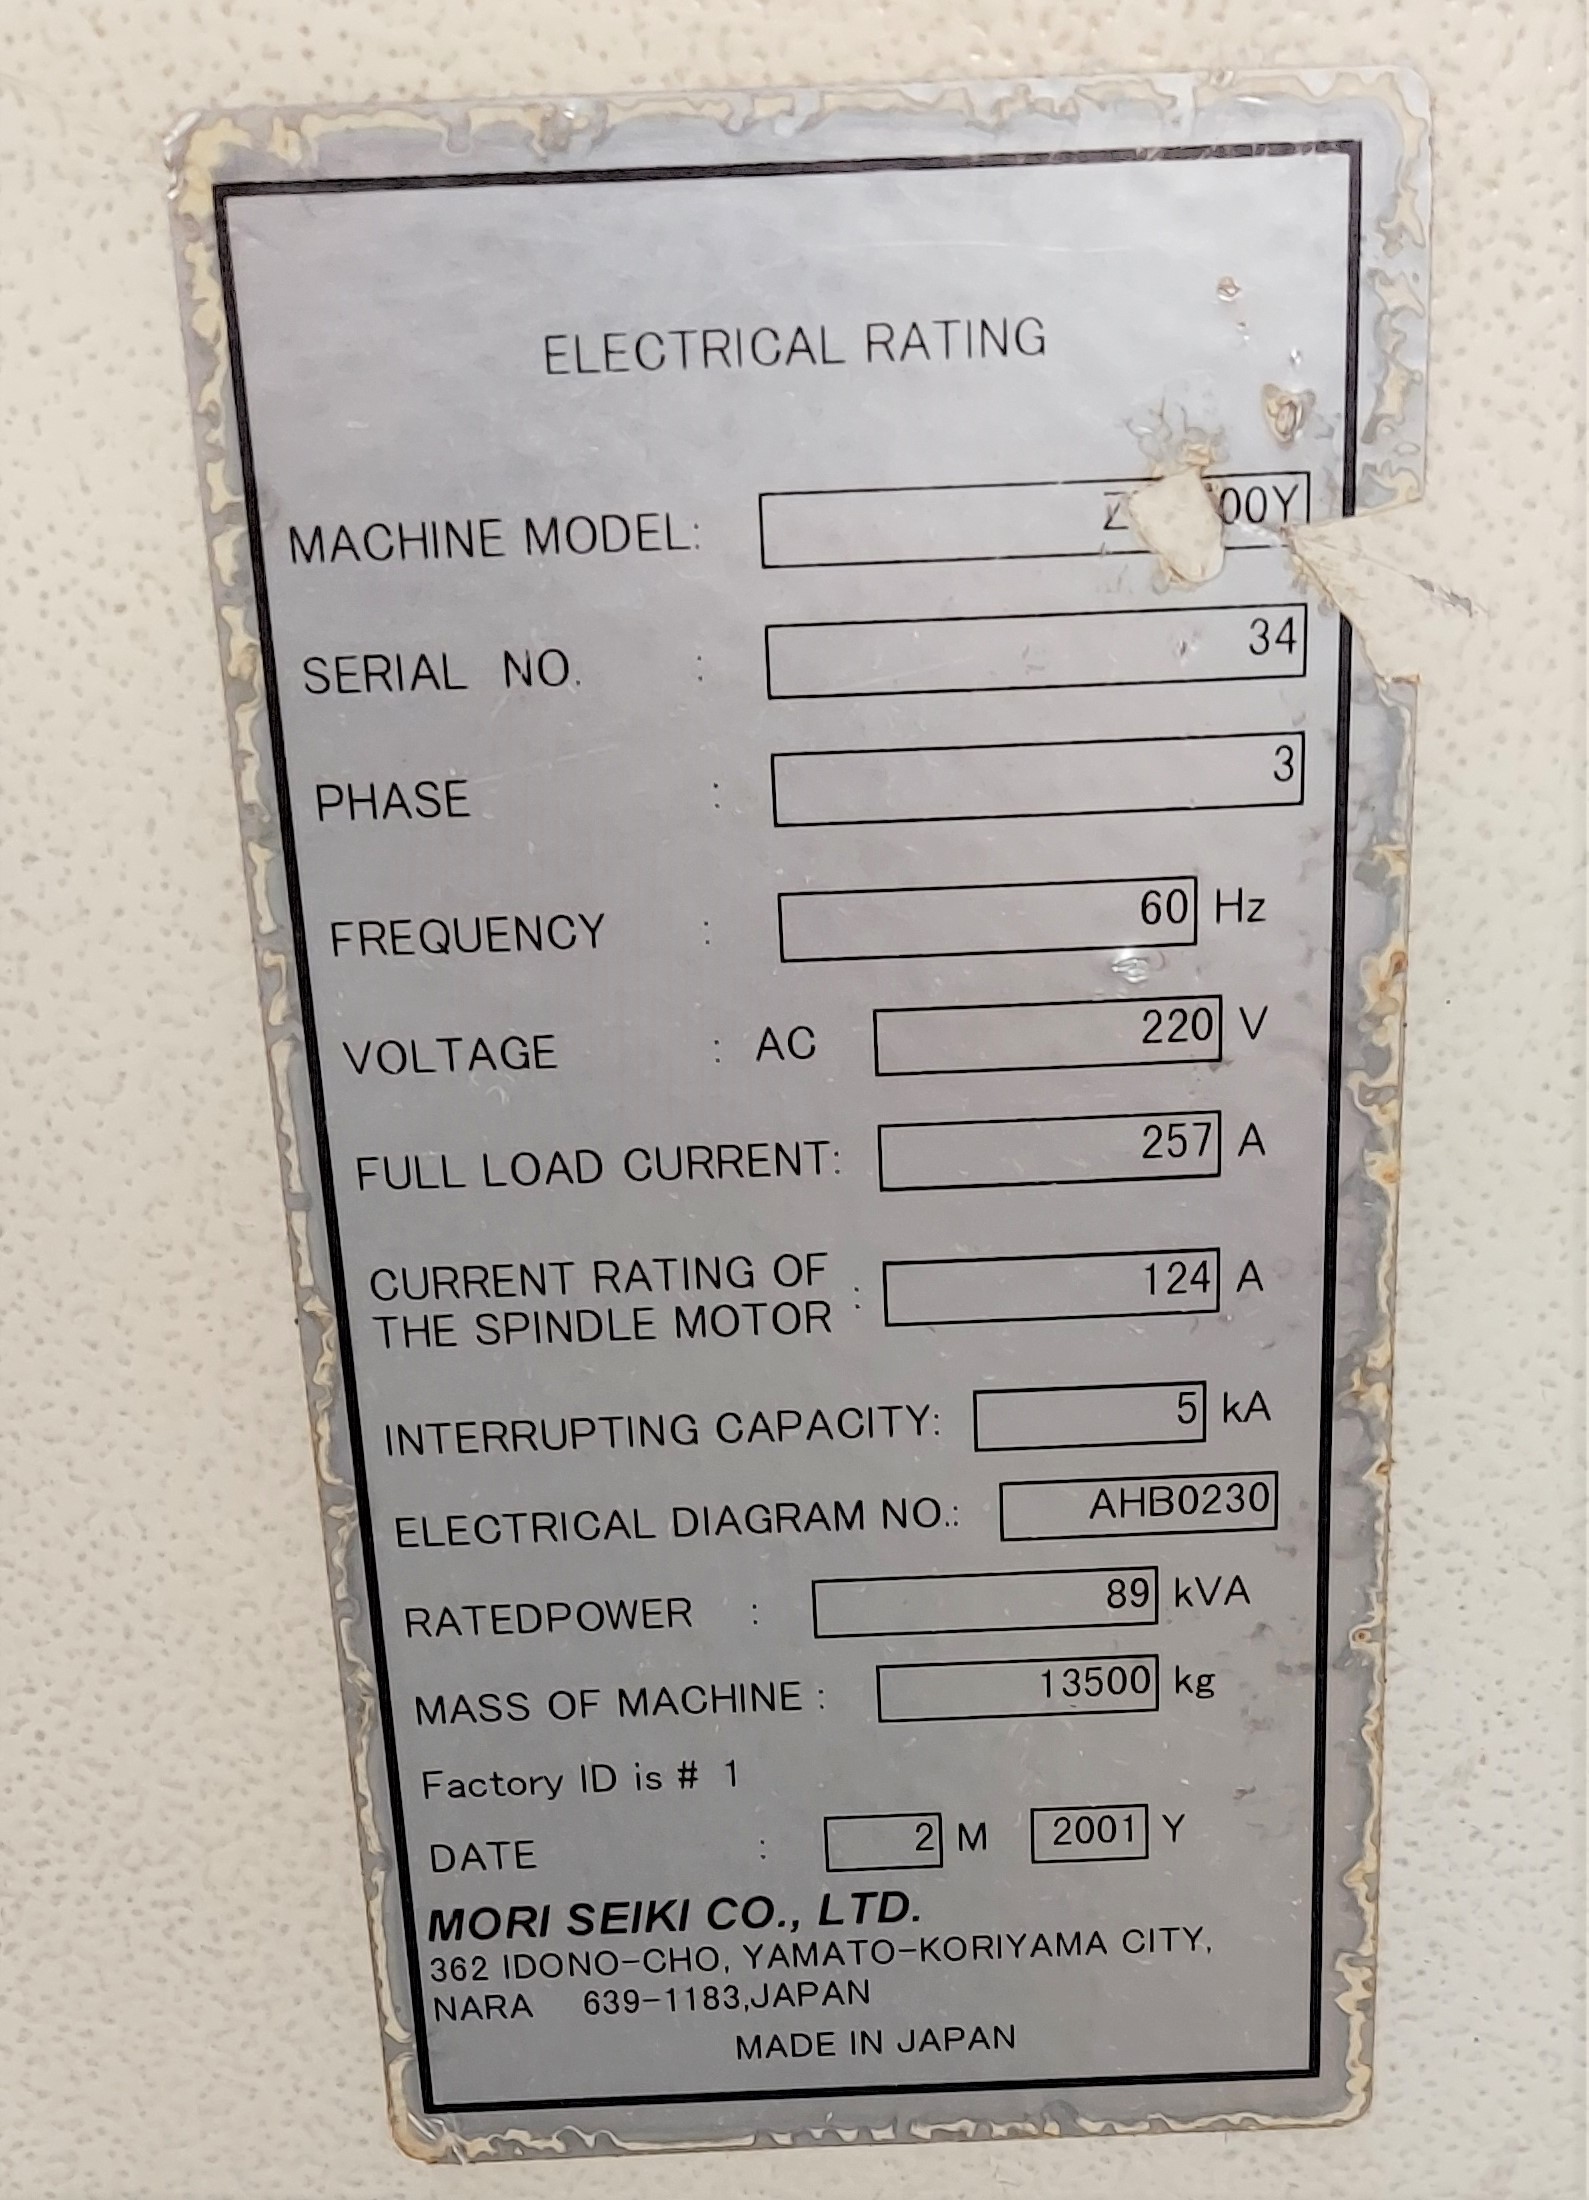 ELECTRICAL RATING
MACHINE MODEL:
SERIAL NO. : 34
PHASE : 3
FREQUENCY : 60 Hz
VOLTAGE : AC 220 V
FULL LOAD CURRENT: 257 A
CURRENT RATING OF
THE SPINDLE MOTOR : 124 A
INTERRUPTING CAPACITY: 5 kA
ELECTRICAL DIAGRAM NO.: AHB0230
RATEDPOWER : 89 kVA
MASS OF MACHINE : 13500 kg
Factory ID is # 1
DATE : 2 M 2001 Y
MORI SEIKI CO., LTD.
362 IDONO-CHO, YAMATO-KORIYAMA CITY,
NARA 639-1183,JAPAN
MADE IN JAPAN